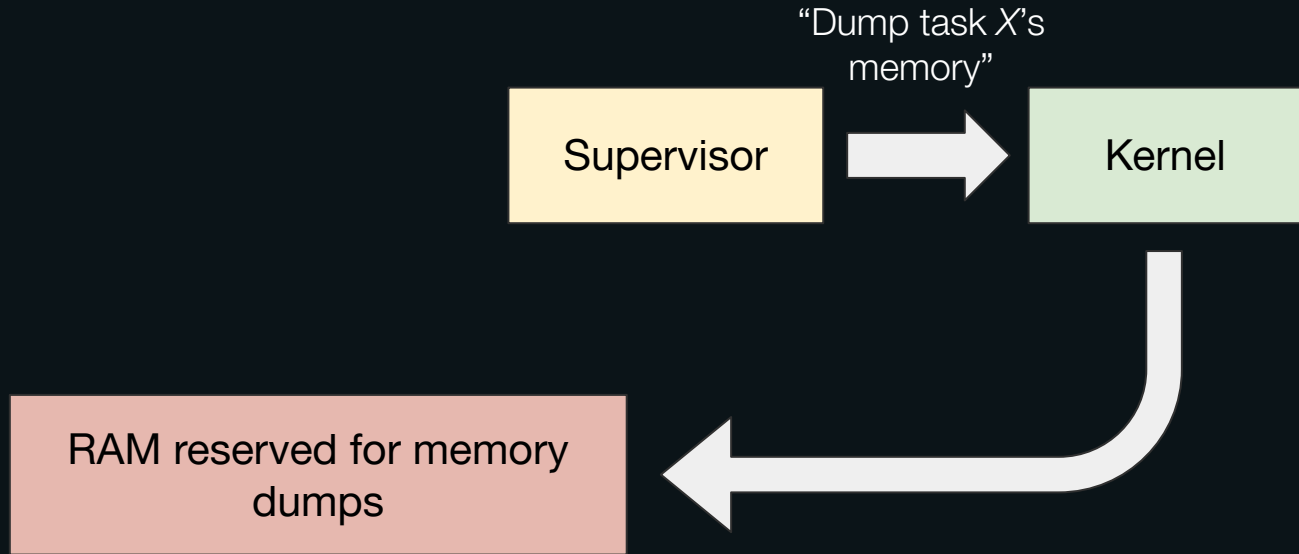 “Dump task X’s
memory”
Supervisor
Kernel
RAM reserved for memory
dumps